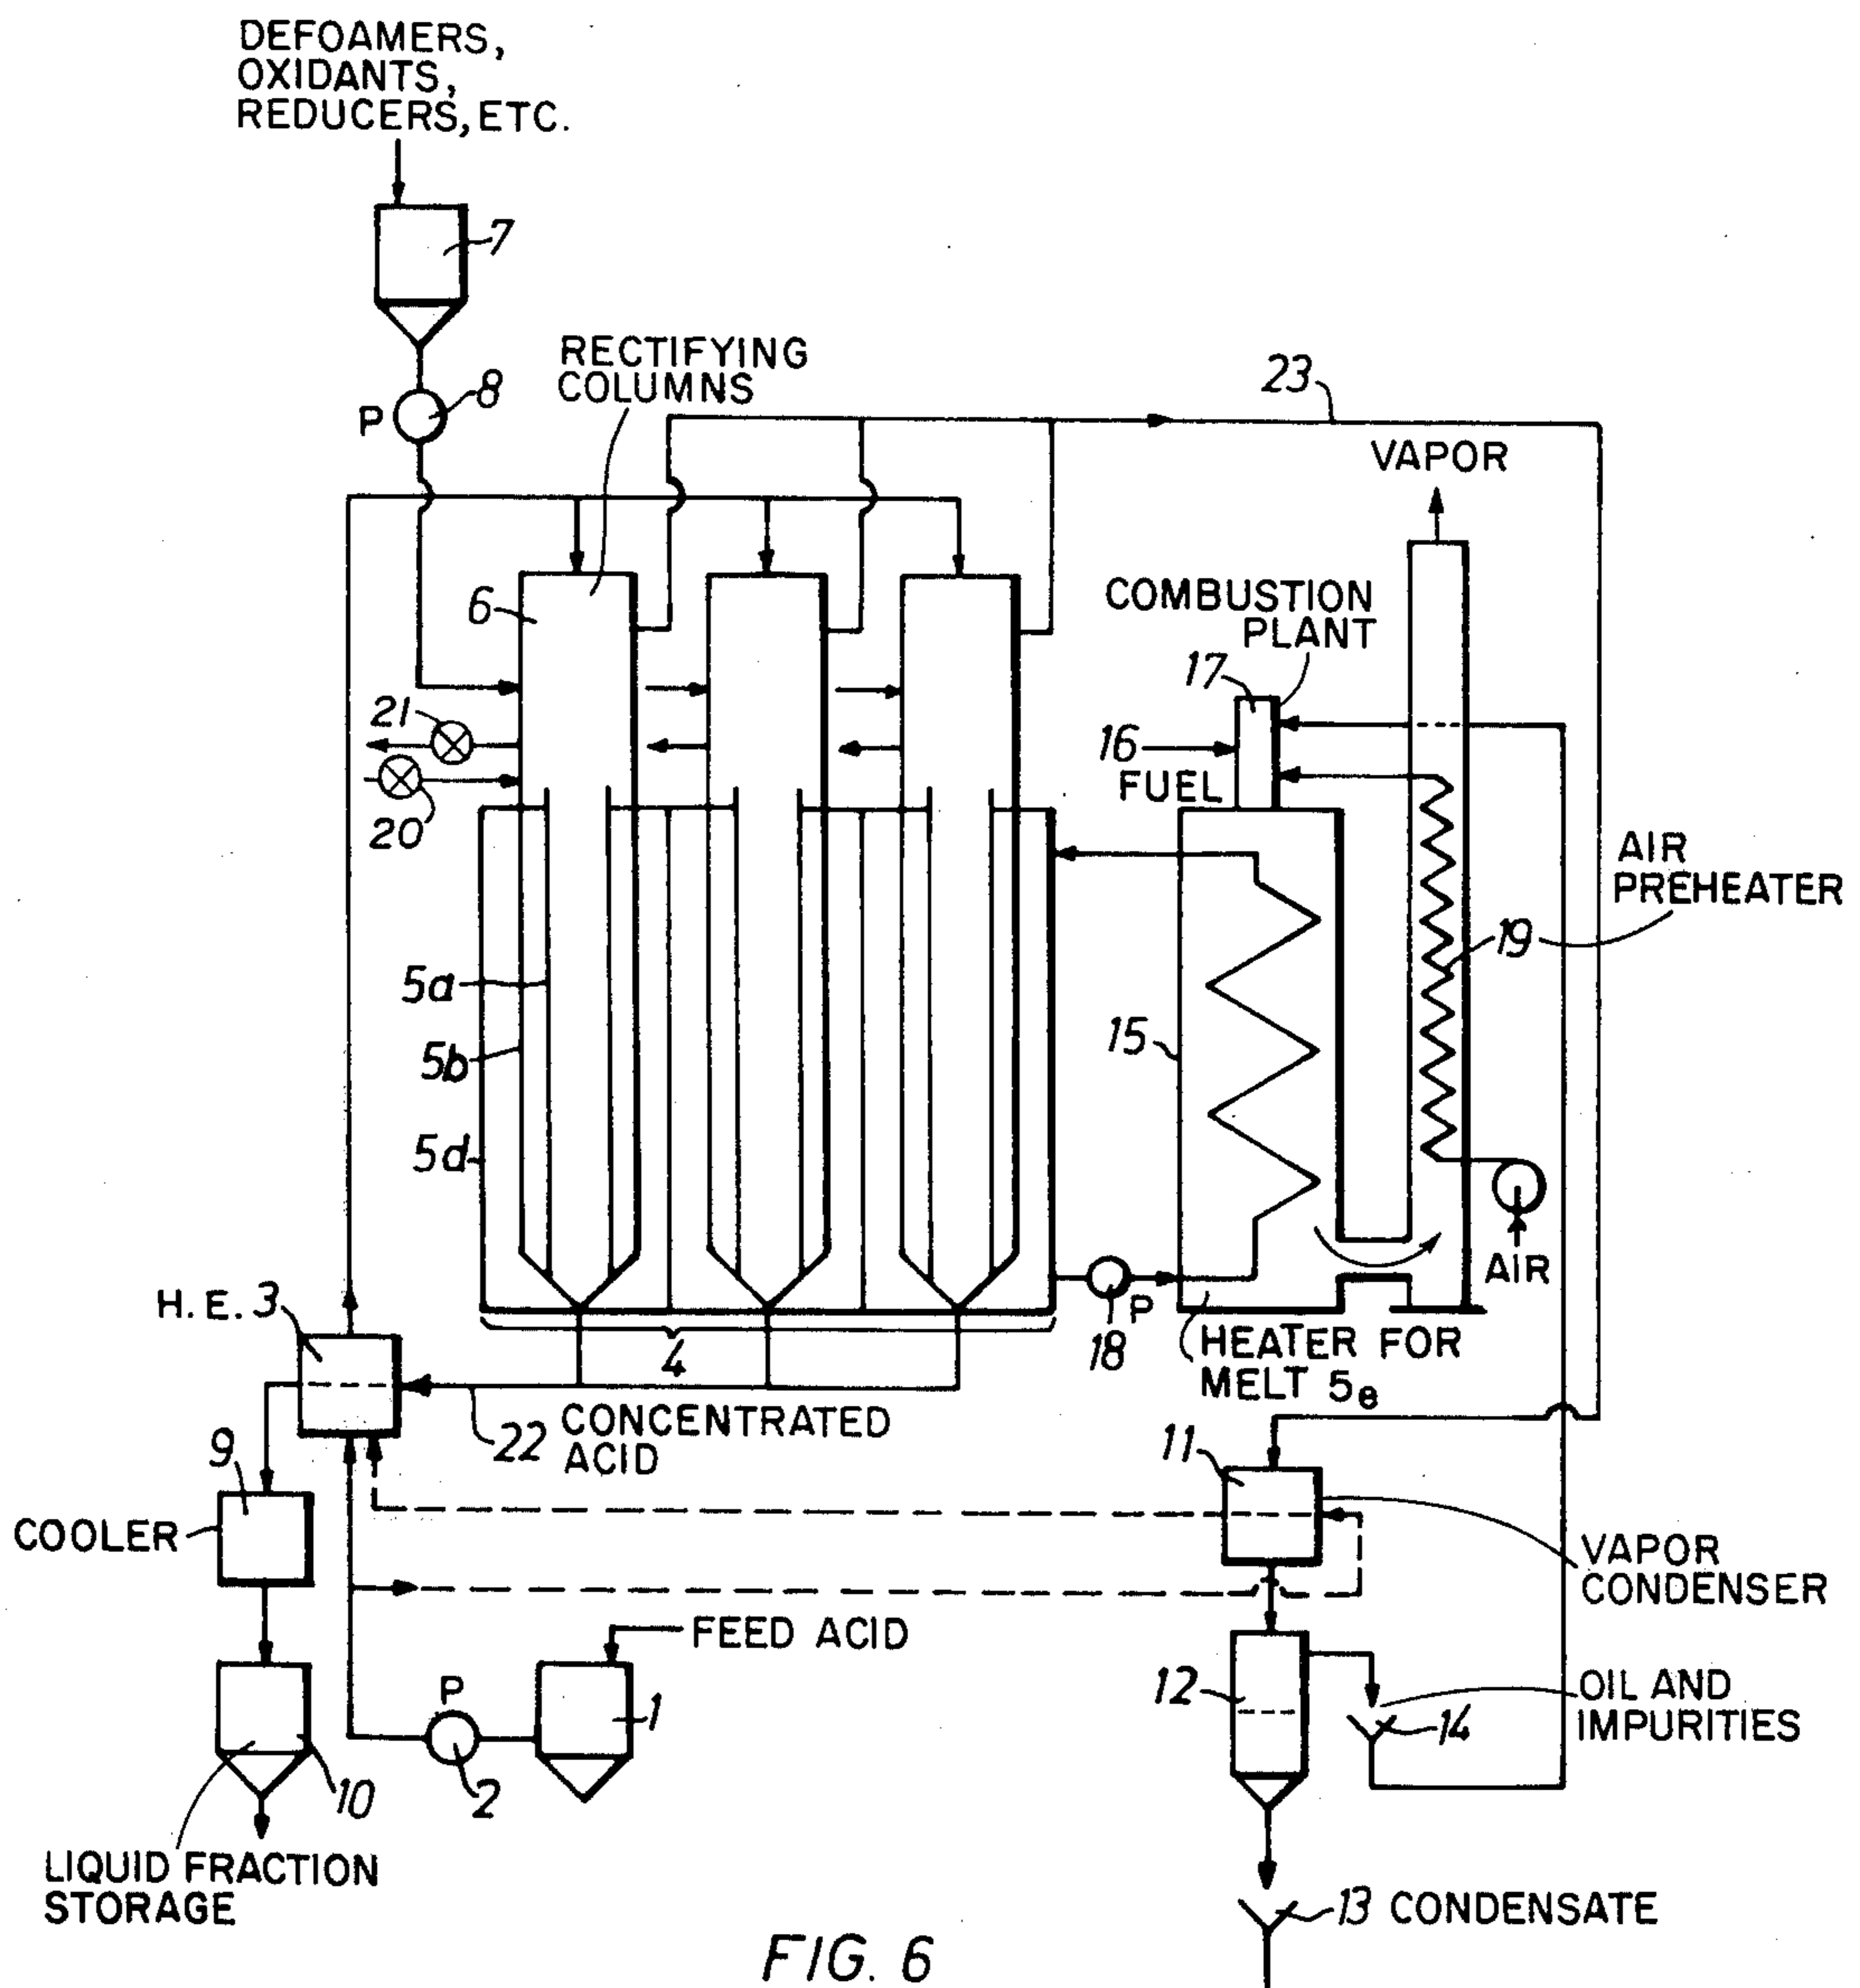 DEFOAMERS,
OXIDANTS,
REDUCERS, ETC.
7
P
8
RECTIFYING
COLUMNS
23
VAPOR
6
COMBUSTION
PLANT
17
21
16
FUEL
20
AIR
PREHEATER
19
5a
5b
5d
15
AIR
H.E. 3
4
18
P
HEATER FOR
MELT 5e
22
CONCENTRATED
ACID
9
11
COOLER
VAPOR
CONDENSER
FEED ACID
P
1
2
12
OIL AND
IMPURITIES
14
10
LIQUID FRACTION
STORAGE
13 CONDENSATE
FIG. 6